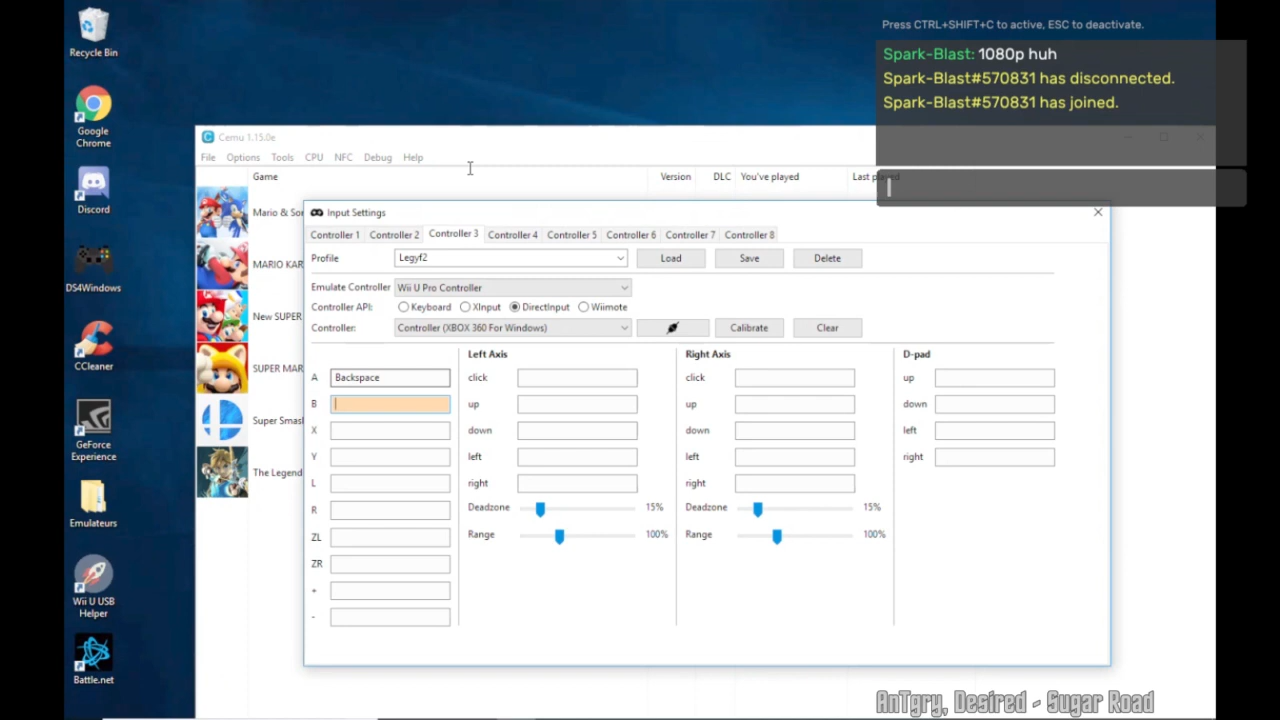 Recycle Bin
Google
Chrome
Discord
DS4Windows
CCleaner
GeForce
Experience
Emulateurs
Wii U USB
Helper
Battle.net
Press CTRL+SHIFT+C to active, ESC to deactivate.
Spark-Blast: 1080p huh
Spark-Blast#570831 has disconnected.
Spark-Blast#570831 has joined.
Cemu 1.15.0e
File Options Tools CPU NFC Debug Help
Game Version DLC You've played Last played
Mario & Son
MARIO KAR
New SUPER
SUPER MAR
Super Smas
The Legend
Input Settings
Controller 1 Controller 2 Controller 3 Controller 4 Controller 5 Controller 6 Controller 7 Controller 8
Profile Legyf2 Load Save Delete
Emulate Controller Wii U Pro Controller
Controller API: Keyboard XInput DirectInput Wiimote
Controller: Controller (XBOX 360 For Windows) Calibrate Clear
Left Axis Right Axis D-pad
A Backspace click click up
B up up down
X down down left
Y left left right
L right right
R Deadzone 15% Deadzone 15%
ZL Range 100% Range 100%
ZR
+
-
AnTgry, Desired - Sugar Road